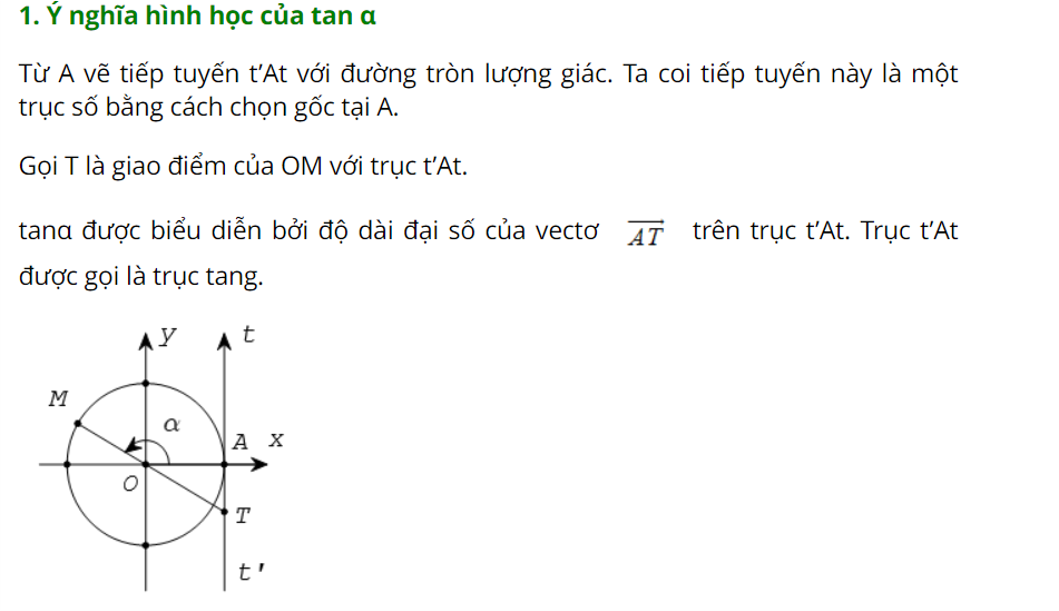 1. Ý nghĩa hình học của tan α
Từ A vẽ tiếp tuyến t’At với đường tròn lượng giác. Ta coi tiếp tuyến này là một
trục số bằng cách chọn gốc tại A.
Gọi T là giao điểm của OM với trục t’At.
tanα được biểu diễn bởi độ dài đại số của vectơ \overrightarrow{AT} trên trục t’At. Trục t’At
được gọi là trục tang.
y t
M
α
A x
O
T
t'